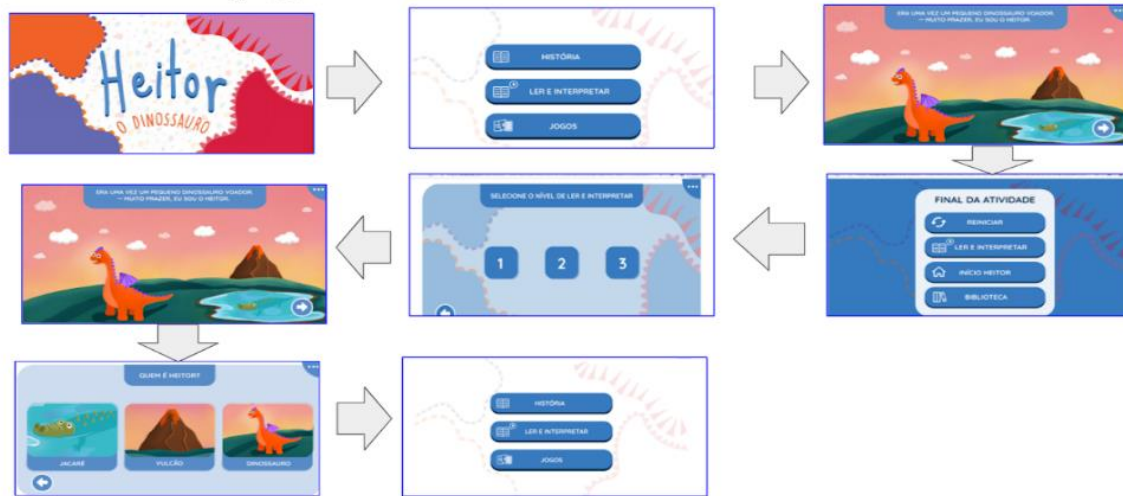 Heitor
O DINOSSAURO
HISTÓRIA
LER E INTERPRETAR
JOGOS
ERA UMA VEZ UM PEQUENO DINOSSAURO VOADOR.
— MUITO PRAZER, EU SOU O HEITOR.
FINAL DA ATIVIDADE
REINICIAR
LER E INTERPRETAR
INÍCIO HEITOR
BIBLIOTECA
SELECIONE O NÍVEL DE LER E INTERPRETAR
1 2 3
ERA UMA VEZ UM PEQUENO DINOSSAURO VOADOR.
— MUITO PRAZER, EU SOU O HEITOR.
QUEM É HEITOR?
JACARÉ VULCÃO DINOSSAURO
HISTÓRIA
LER E INTERPRETAR
JOGOS